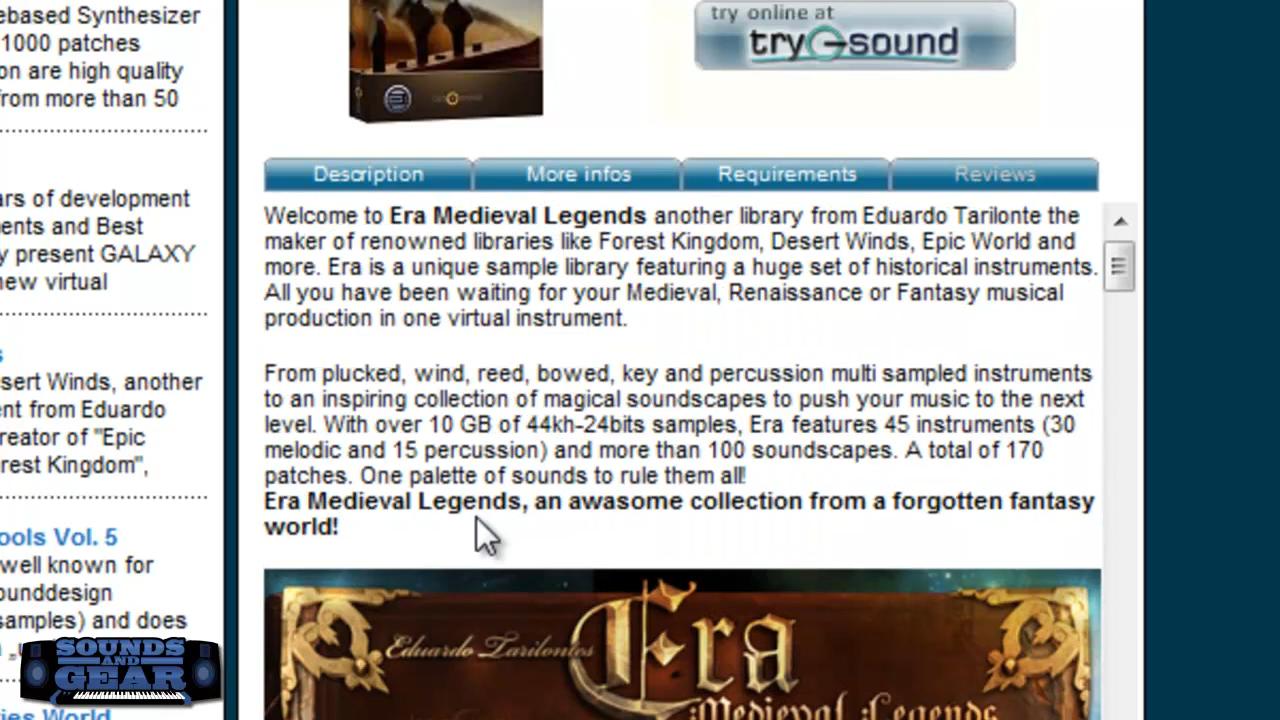 ebased Synthesizer
1000 patches
on are high quality
from more than 50
ars of development
ents and Best
y present GALAXY
new virtual
s
sert Winds, another
ent from Eduardo
reator of "Epic
rest Kingdom",
ools Vol. 5
well known for
ounddesign
samples) and does
SOUNDS
AND
GEAR
ies World
try online at
try-sound
Description
More infos
Requirements
Reviews
Welcome to Era Medieval Legends another library from Eduardo Tarilonte the
maker of renowned libraries like Forest Kingdom, Desert Winds, Epic World and
more. Era is a unique sample library featuring a huge set of historical instruments.
All you have been waiting for your Medieval, Renaissance or Fantasy musical
production in one virtual instrument.
From plucked, wind, reed, bowed, key and percussion multi sampled instruments
to an inspiring collection of magical soundscapes to push your music to the next
level. With over 10 GB of 44kh-24bits samples, Era features 45 instruments (30
melodic and 15 percussion) and more than 100 soundscapes. A total of 170
patches. One palette of sounds to rule them all!
Era Medieval Legends, an awasome collection from a forgotten fantasy
world!
Eduardo Tarilontes
Era
Medieval Legends